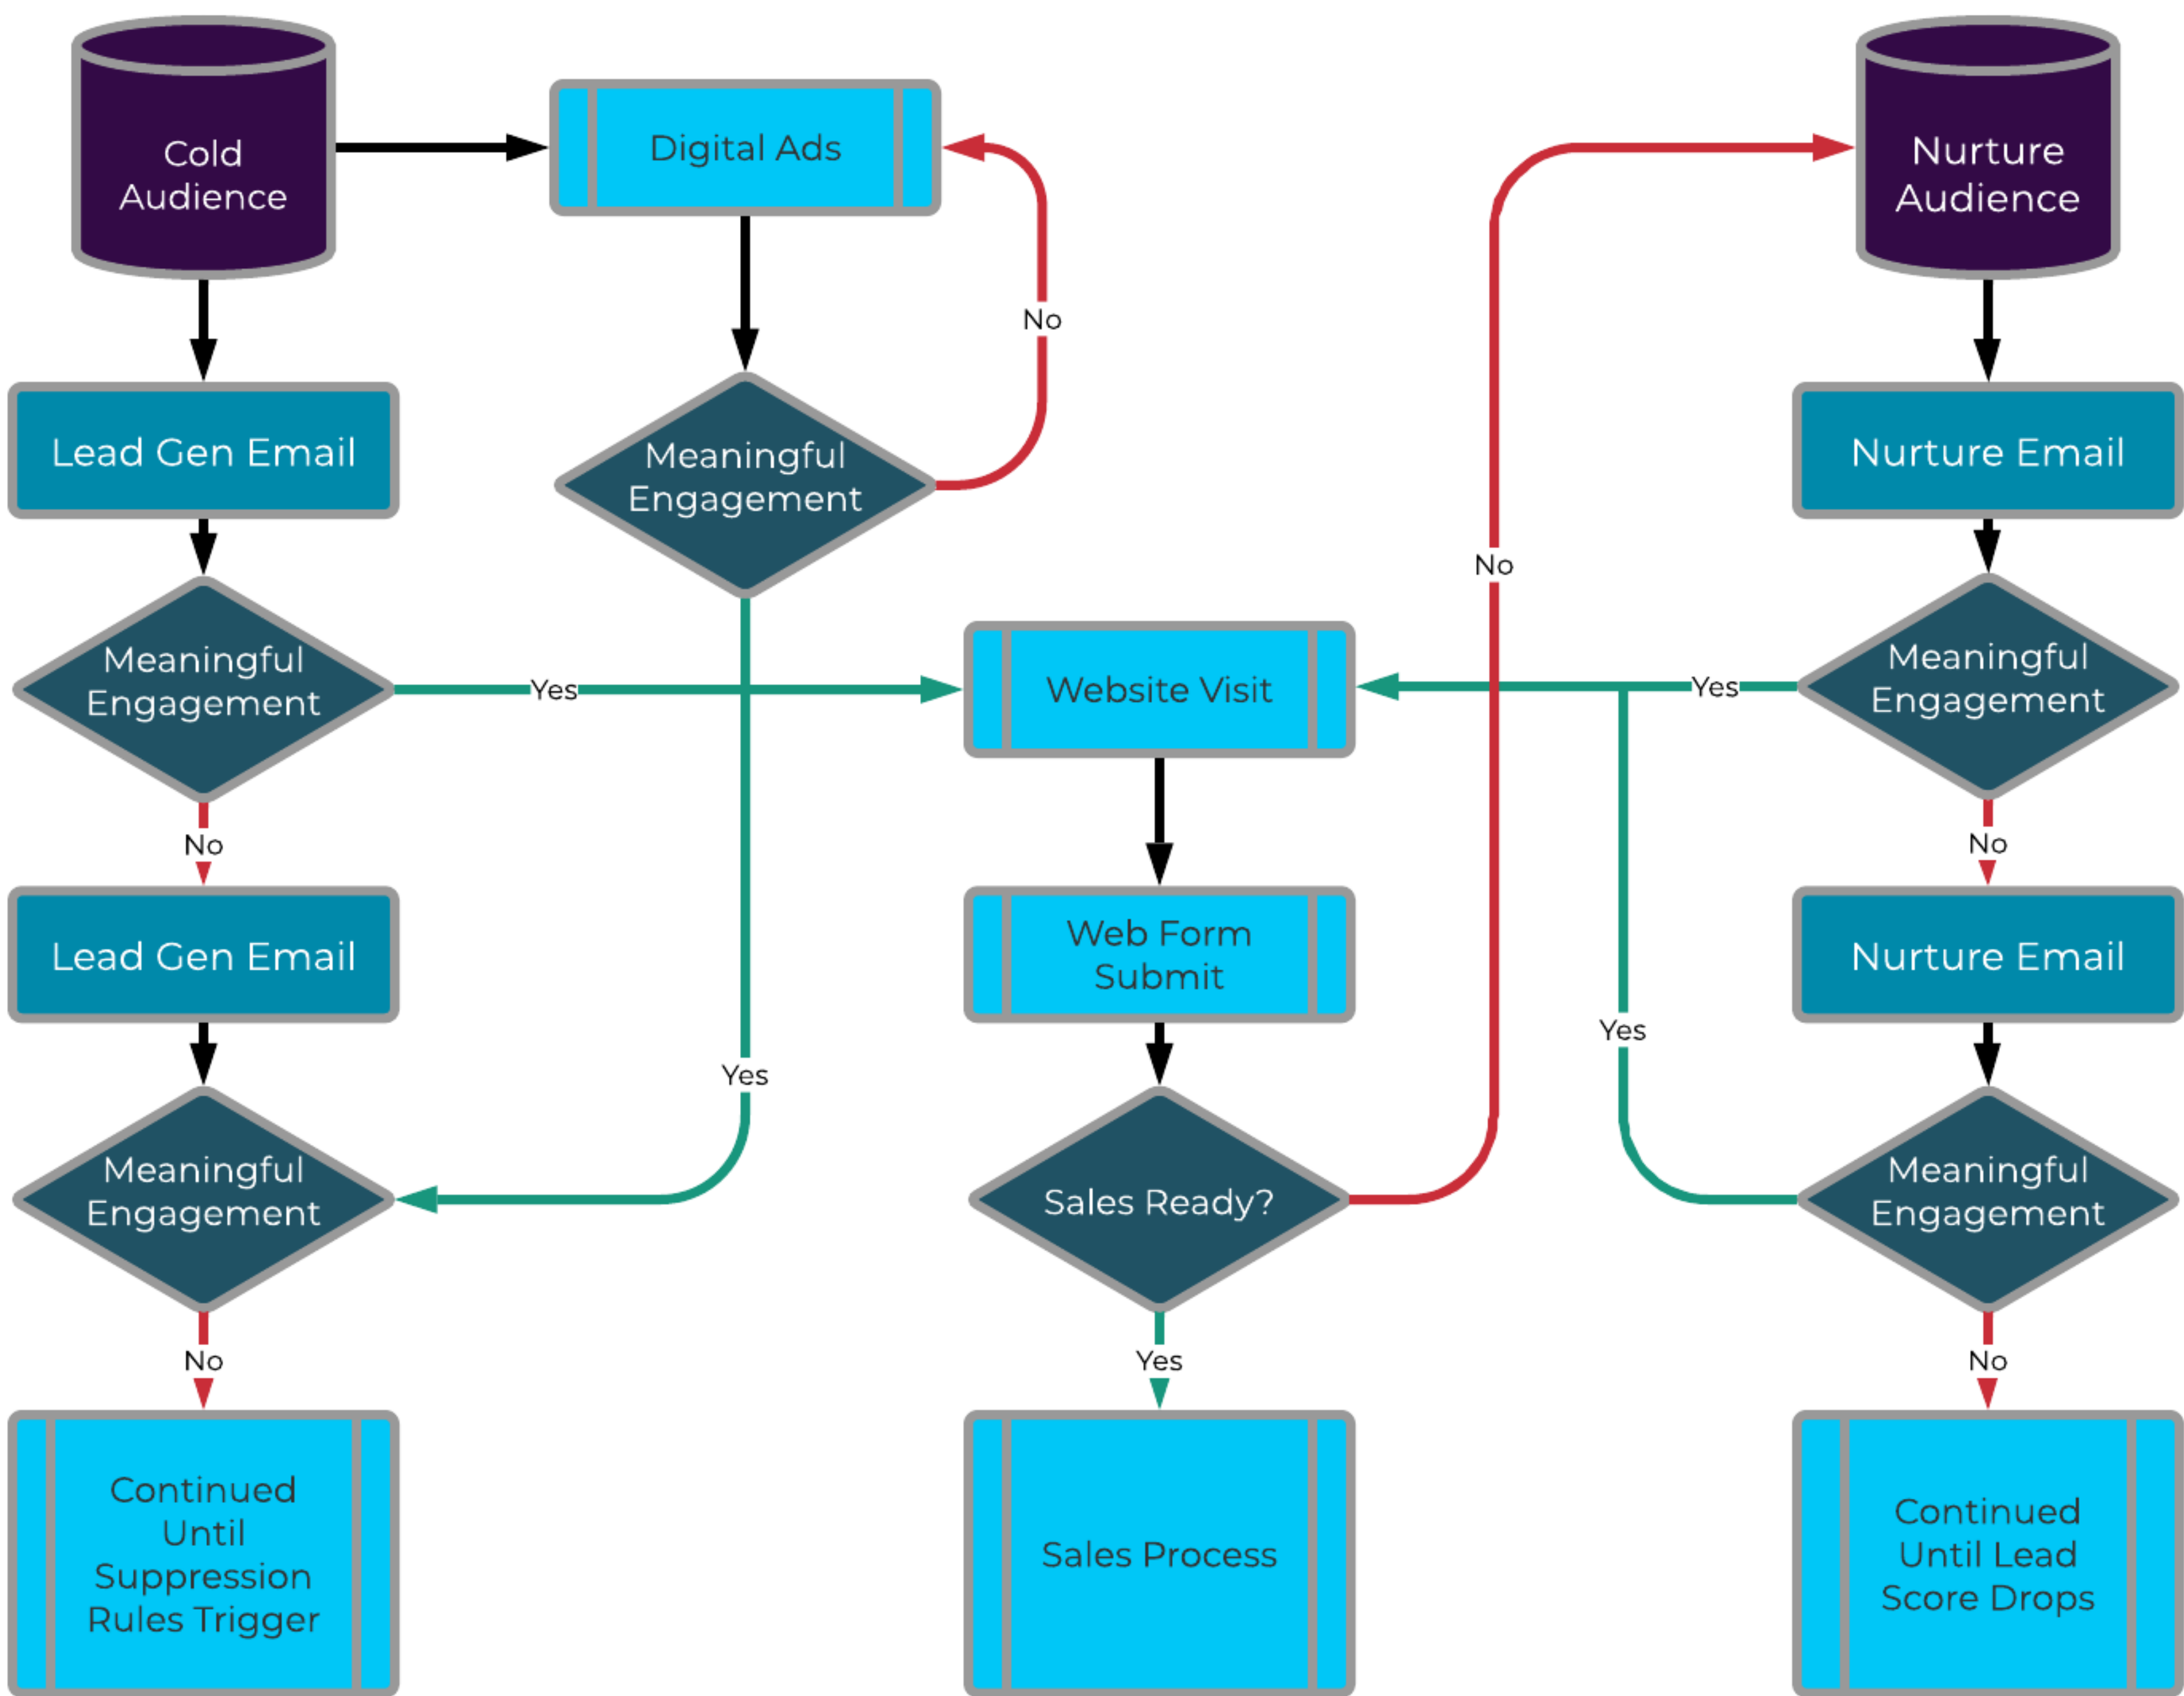 Cold
Audience
Digital Ads
Nurture
Audience
No
Lead Gen Email
Meaningful
Engagement
Nurture Email
No
Meaningful
Engagement
Yes
Website Visit
Yes
Meaningful
Engagement
No
No
Lead Gen Email
Web Form
Submit
Nurture Email
Yes
Yes
Meaningful
Engagement
Sales Ready?
Meaningful
Engagement
No
Yes
No
Continued
Until
Suppression
Rules Trigger
Sales Process
Continued
Until Lead
Score Drops